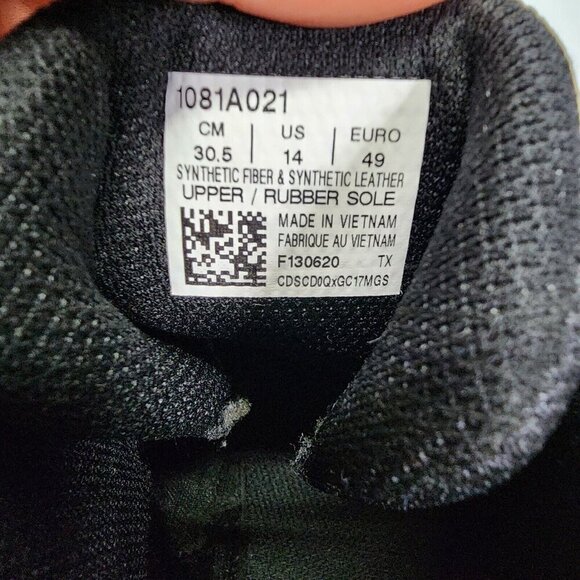 1081A021
CM | US | EURO
30.5 | 14 | 49
SYNTHETIC FIBER & SYNTHETIC LEATHER
UPPER / RUBBER SOLE
MADE IN VIETNAM
FABRIQUE AU VIETNAM
F130620 TX
CDSCD0QxGC17MGS